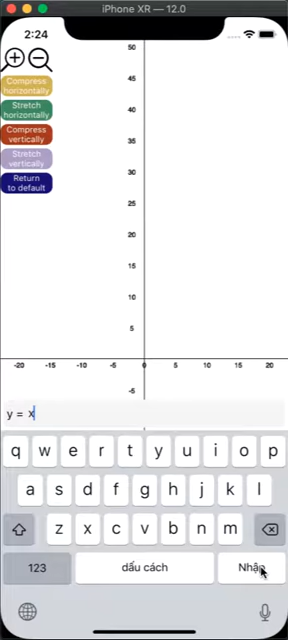 iPhone XR — 12.0
2:24
Compress
horizontally
Stretch
horizontally
Compress
vertically
Stretch
vertically
Return
to default
50
45
40
35
30
25
20
15
10
5
-20 -15 -10 -5 0 5 10 15 20
-5
y = x
q w e r t y u i o p
a s d f g h j k l
z x c v b n m
123 dấu cách Nhập